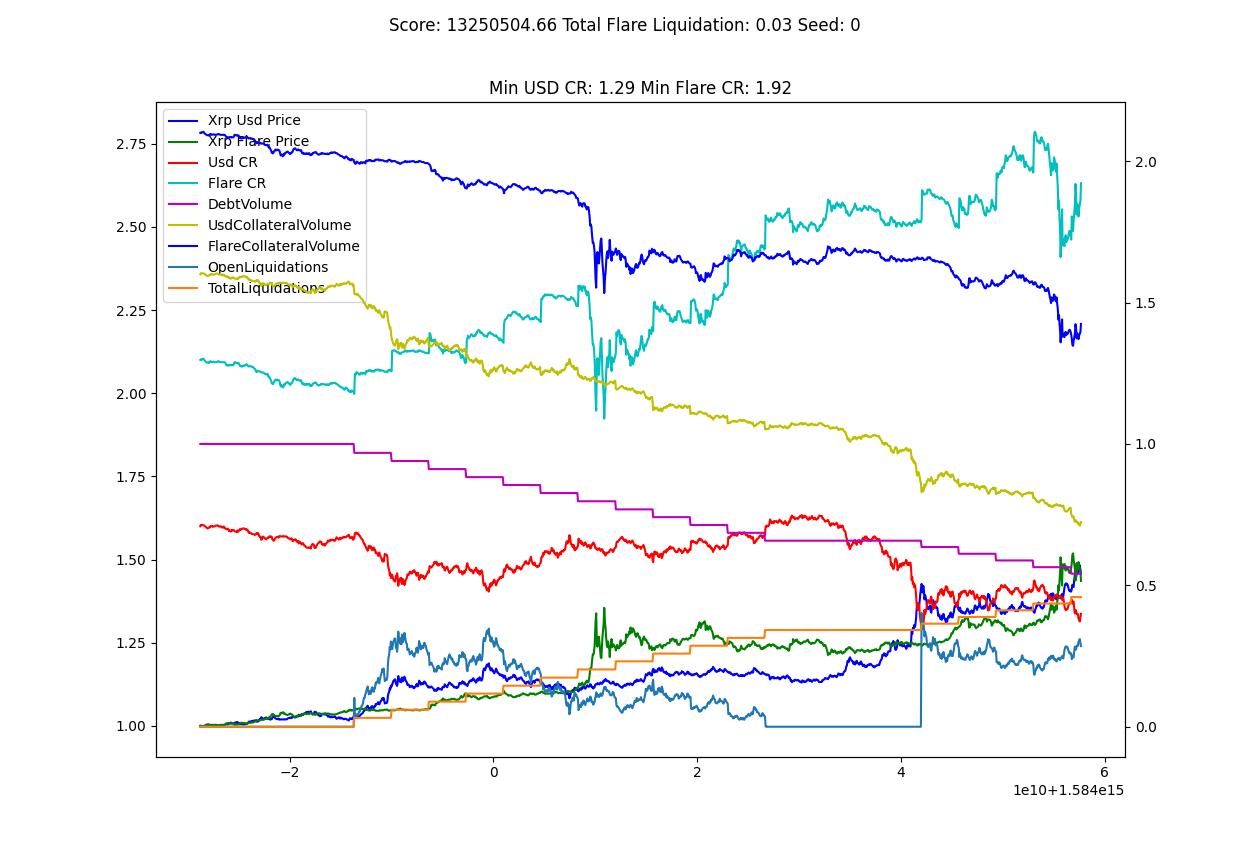 Score: 13250504.66 Total Flare Liquidation: 0.03 Seed: 0
Min USD CR: 1.29 Min Flare CR: 1.92
Xrp Usd Price
Xrp Flare Price
Usd CR
Flare CR
DebtVolume
UsdCollateralVolume
FlareCollateralVolume
OpenLiquidations
TotalLiquidations
2.75
2.50
2.25
2.00
1.75
1.50
1.25
1.00
2.0
1.5
1.0
0.5
0.0
−2 0 2 4 6
1e10+1.584e15